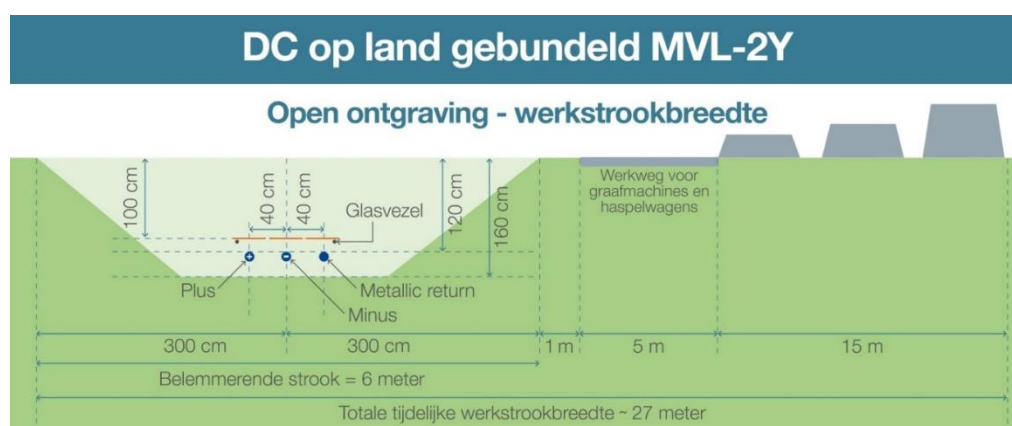 DC op land gebundeld MVL-2Y
Open ontgraving - werkstrookbreedte
100 cm
40 cm
40 cm
Glasvezel
120 cm
160 cm
Werkweg voor
graafmachines en
haspelwagens
Plus
Metallic return
Minus
300 cm
300 cm
1 m
5 m
15 m
Belemmerende strook = 6 meter
Totale tijdelijke werkstrookbreedte ~ 27 meter